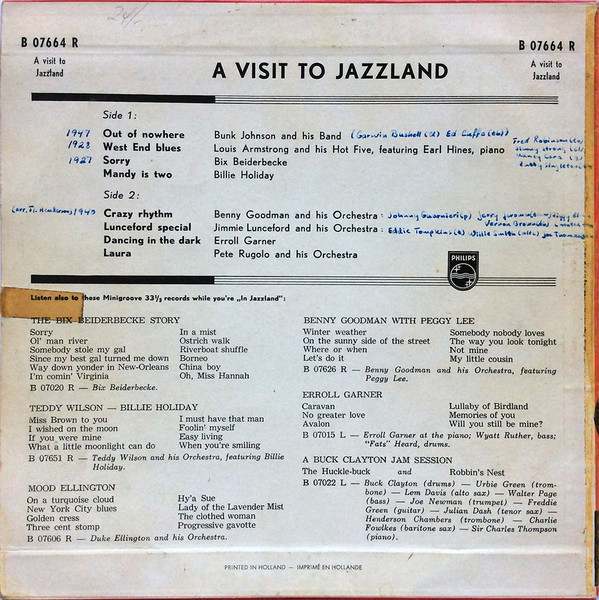 24/-
B 07664 R
A visit to
Jazzland
B 07664 R
A visit to
Jazzland
A VISIT TO JAZZLAND
Side 1:
1947 Out of nowhere Bunk Johnson and his Band (Garvin Bushell (cl) Ed Cuffee (tb))
1928 West End blues Louis Armstrong and his Hot Five, featuring Earl Hines, piano Fred Robinson
1927 Sorry Bix Beiderbecke
Mandy is two Billie Holiday
Side 2:
1940 Crazy rhythm Benny Goodman and his Orchestra: Johnny Guarnieri (p) Jerry
Lunceford special Jimmie Lunceford and his Orchestra: Eddie Tompkins (t) Willie Smith (alto)
Dancing in the dark Erroll Garner
Laura Pete Rugolo and his Orchestra
PHILIPS
Listen also to these Minigroove 33⅓ records while you're „In Jazzland":
THE BIX BEIDERBECKE STORY
Sorry In a mist
Ol' man river Ostrich walk
Somebody stole my gal Riverboat shuffle
Since my best gal turned me down Borneo
Way down yonder in New-Orleans China boy
I'm comin' Virginia Oh, Miss Hannah
B 07020 R — Bix Beiderbecke.
TEDDY WILSON — BILLIE HOLIDAY
Miss Brown to you I must have that man
I wished on the moon Foolin' myself
If you were mine Easy living
What a little moonlight can do When you're smiling
B 07651 R — Teddy Wilson and his Orchestra, featuring Billie
Holiday.
MOOD ELLINGTON
On a turquoise cloud Hy'a Sue
New York City blues Lady of the Lavender Mist
Golden cress The clothed woman
Three cent stomp Progressive gavotte
B 07606 R — Duke Ellington and his Orchestra.
BENNY GOODMAN WITH PEGGY LEE
Winter weather Somebody nobody loves
On the sunny side of the street The way you look tonight
Where or when Not mine
Let's do it My little cousin
B 07626 R — Benny Goodman and his Orchestra, featuring
Peggy Lee.
ERROLL GARNER
Caravan Lullaby of Birdland
No greater love Memories of you
Avalon Will you still be mine?
B 07015 L — Erroll Garner at the piano; Wyatt Ruther, bass;
"Fats" Heard, drums.
A BUCK CLAYTON JAM SESSION
The Huckle-buck and Robbin's Nest
B 07022 L — Buck Clayton (drums) — Urbie Green (trom-
bone) — Lem Davis (alto sax) — Walter Page
(bass) — Joe Newman (trumpet) — Freddie
Green (guitar) — Julian Dash (tenor sax) —
Henderson Chambers (trombone) — Charlie
Fowlkes (baritone sax) — Sir Charles Thompson
(piano).
PRINTED IN HOLLAND — IMPRIMÉ EN HOLLANDE